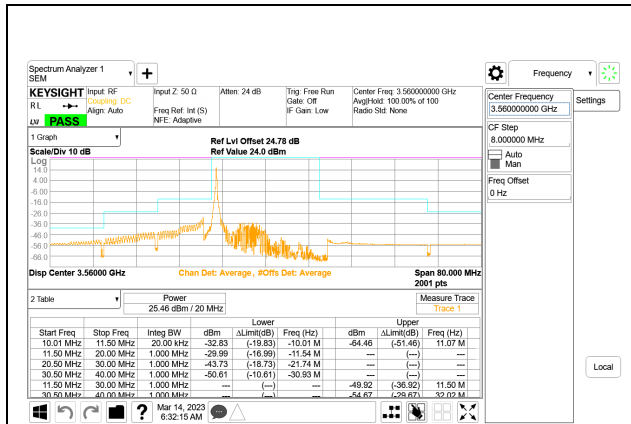 Spectrum Analyzer 1
SEM
+
Frequency
KEYSIGHT
RL
LXI PASS
Input: RF
Coupling: DC
Align: Auto
Input Z: 50 Ω
Freq Ref: Int (S)
NFE: Adaptive
Atten: 24 dB
Trig: Free Run
Gate: Off
IF Gain: Low
Center Freq: 3.560000000 GHz
Avg|Hold: 100.00% of 100
Radio Std: None
Center Frequency
3.560000000 GHz
Settings
CF Step
8.000000 MHz
Auto
Man
Freq Offset
0 Hz
Local
1 Graph
Scale/Div 10 dB
Ref Lvl Offset 24.78 dB
Ref Value 24.0 dBm
Log
14.0
4.00
-6.00
-16.0
-26.0
-36.0
-46.0
-56.0
-66.0
Disp Center 3.56000 GHz
Chan Det: Average, #Offs Det: Average
Span 80.000 MHz
2001 pts
2 Table
Power
25.46 dBm / 20 MHz
Measure Trace
Trace 1
Lower Upper
Start Freq Stop Freq Integ BW dBm ΔLimit(dB) Freq (Hz) dBm ΔLimit(dB) Freq (Hz)
10.01 MHz 11.50 MHz 20.00 kHz -32.83 (-19.83) -10.01 M -64.46 (-51.46) 11.07 M
11.50 MHz 20.00 MHz 1.000 MHz -29.99 (-16.99) -11.54 M --- (---) ---
20.50 MHz 30.00 MHz 1.000 MHz -43.73 (-18.73) -21.74 M --- (---) ---
30.50 MHz 40.00 MHz 1.000 MHz -50.61 (-10.61) -30.93 M --- (---) ---
11.50 MHz 30.00 MHz 1.000 MHz --- (---) --- -49.92 (-36.92) 11.50 M
30.50 MHz 40.00 MHz 1.000 MHz --- (---) --- -54.67 (-29.67) 32.02 M
?
Mar 14, 2023
6:32:15 AM